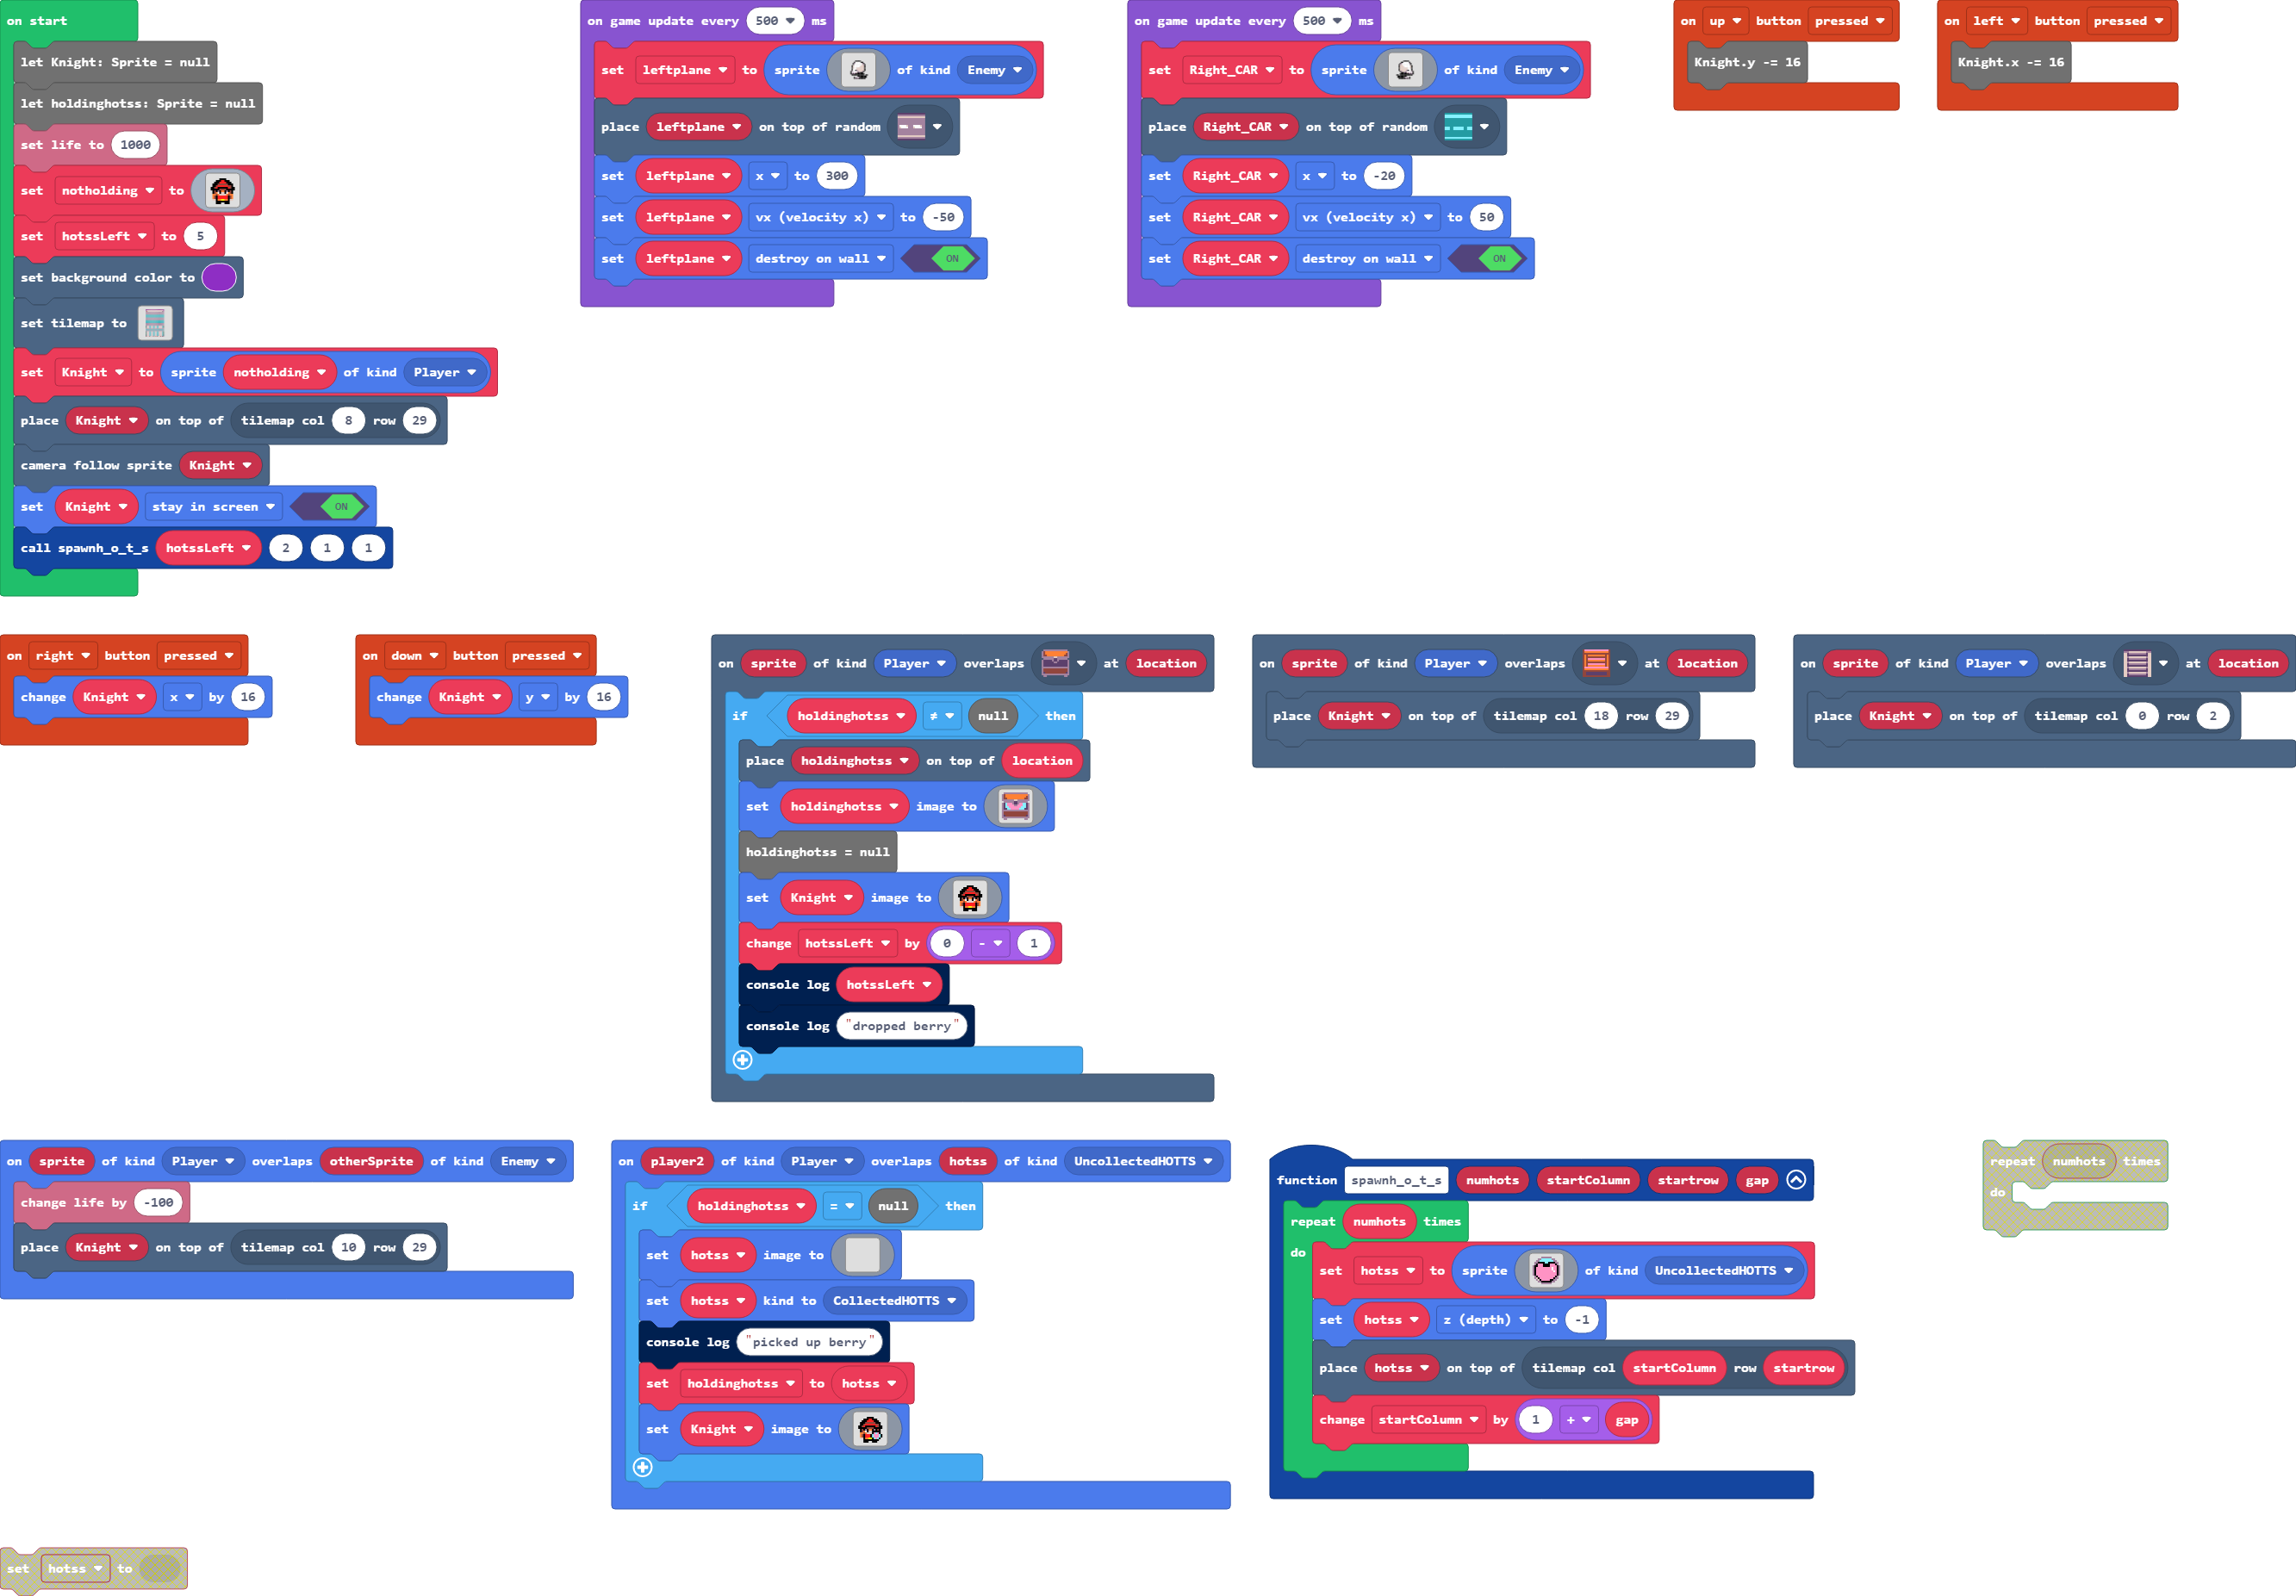 on start
let Knight: Sprite = null
let holdinghotss: Sprite = null
set life to 1000
set notholding to
set hotssLeft to 5
set background color to
set tilemap to
set Knight to sprite notholding of kind Player
place Knight on top of tilemap col 8 row 29
camera follow sprite Knight
set Knight stay in screen ON
call spawnh_o_t_s hotssLeft 2 1 1
on game update every 500 ms
set leftplane to sprite of kind Enemy
place leftplane on top of random
set leftplane x to 300
set leftplane vx (velocity x) to -50
set leftplane destroy on wall ON
on game update every 500 ms
set Right_CAR to sprite of kind Enemy
place Right_CAR on top of random
set Right_CAR x to -20
set Right_CAR vx (velocity x) to 50
set Right_CAR destroy on wall ON
on up button pressed
Knight.y -= 16
on left button pressed
Knight.x -= 16
on right button pressed
change Knight x by 16
on down button pressed
change Knight y by 16
on sprite of kind Player overlaps at location
if holdinghotss ≠ null then
place holdinghotss on top of location
set holdinghotss image to
holdinghotss = null
set Knight image to
change hotssLeft by 0 - 1
console log hotssLeft
console log "dropped berry"
on sprite of kind Player overlaps at location
place Knight on top of tilemap col 18 row 29
on sprite of kind Player overlaps at location
place Knight on top of tilemap col 0 row 2
on sprite of kind Player overlaps otherSprite of kind Enemy
change life by -100
place Knight on top of tilemap col 10 row 29
on player2 of kind Player overlaps hotss of kind UncollectedHOTTS
if holdinghotss = null then
set hotss image to
set hotss kind to CollectedHOTTS
console log "picked up berry"
set holdinghotss to hotss
set Knight image to
function spawnh_o_t_s numhots startColumn startrow gap
repeat numhots times
do
set hotss to sprite of kind UncollectedHOTTS
set hotss z (depth) to -1
place hotss on top of tilemap col startColumn row startrow
change startColumn by 1 + gap
repeat numhots times
do
set hotss to